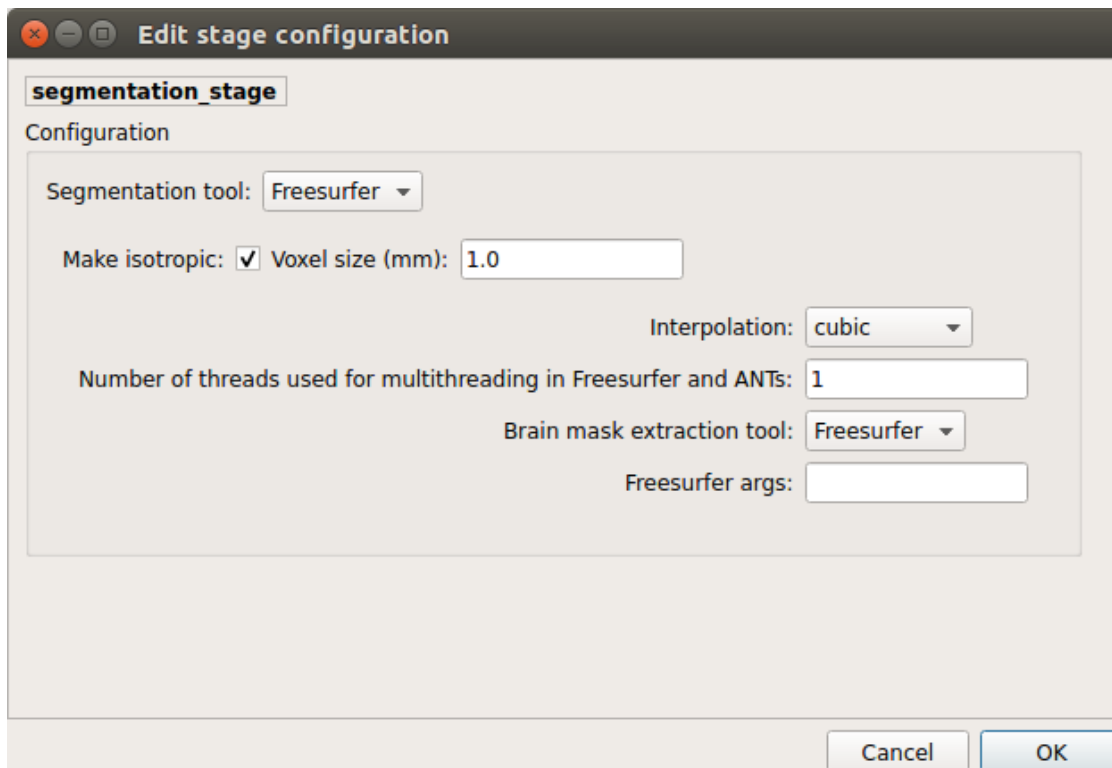 Edit stage configuration
segmentation_stage
Configuration
Segmentation tool: Freesurfer
Make isotropic: Voxel size (mm): 1.0
Interpolation: cubic
Number of threads used for multithreading in Freesurfer and ANTs: 1
Brain mask extraction tool: Freesurfer
Freesurfer args:
Cancel OK